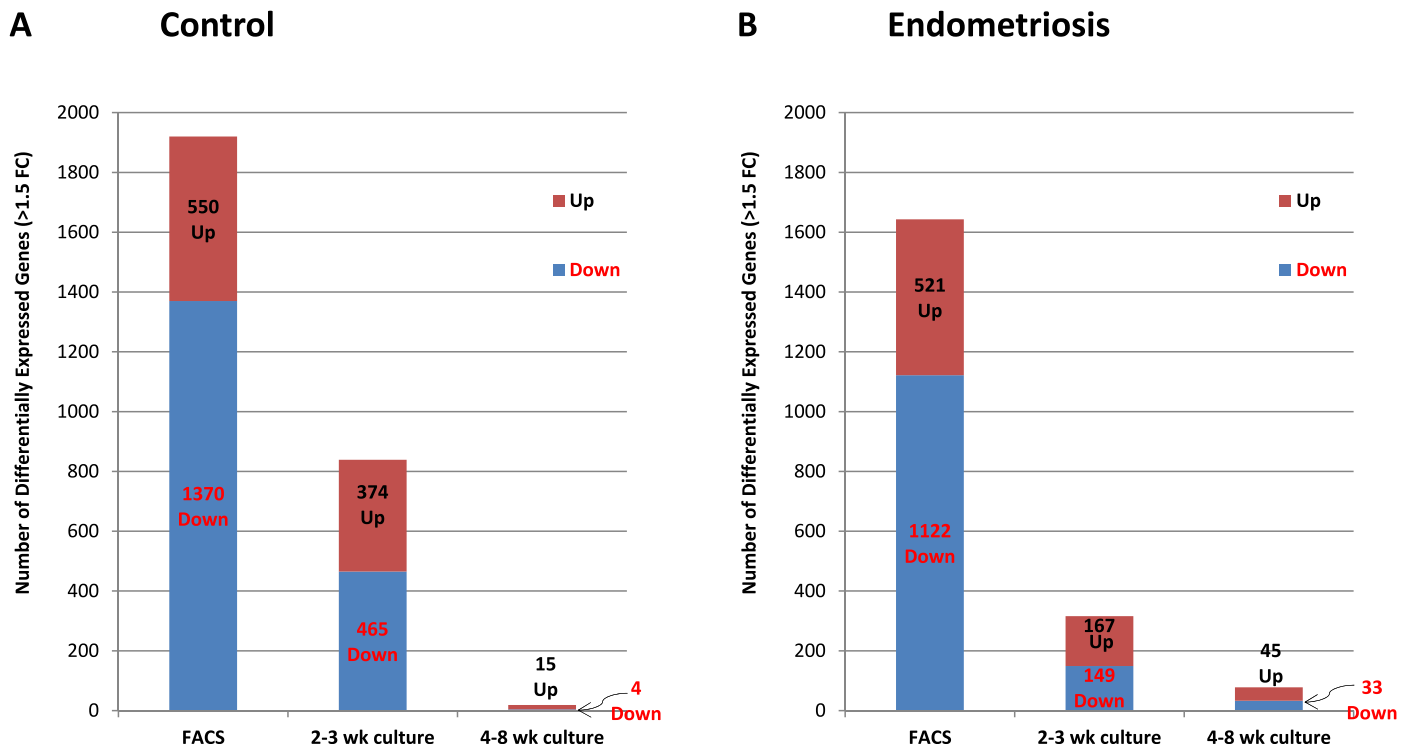 A
Control
Number of Differentially Expressed Genes (>1.5 FC)
2000
1800
1600
1400
1200
1000
800
600
400
200
0
550
Up
1370
Down
374
Up
465
Down
15
Up
4
Down
Up
Down
FACS
2-3 wk culture
4-8 wk culture
B
Endometriosis
Number of Differentially Expressed Genes (>1.5 FC)
2000
1800
1600
1400
1200
1000
800
600
400
200
0
521
Up
1122
Down
167
Up
149
Down
45
Up
33
Down
Up
Down
FACS
2-3 wk culture
4-8 wk culture